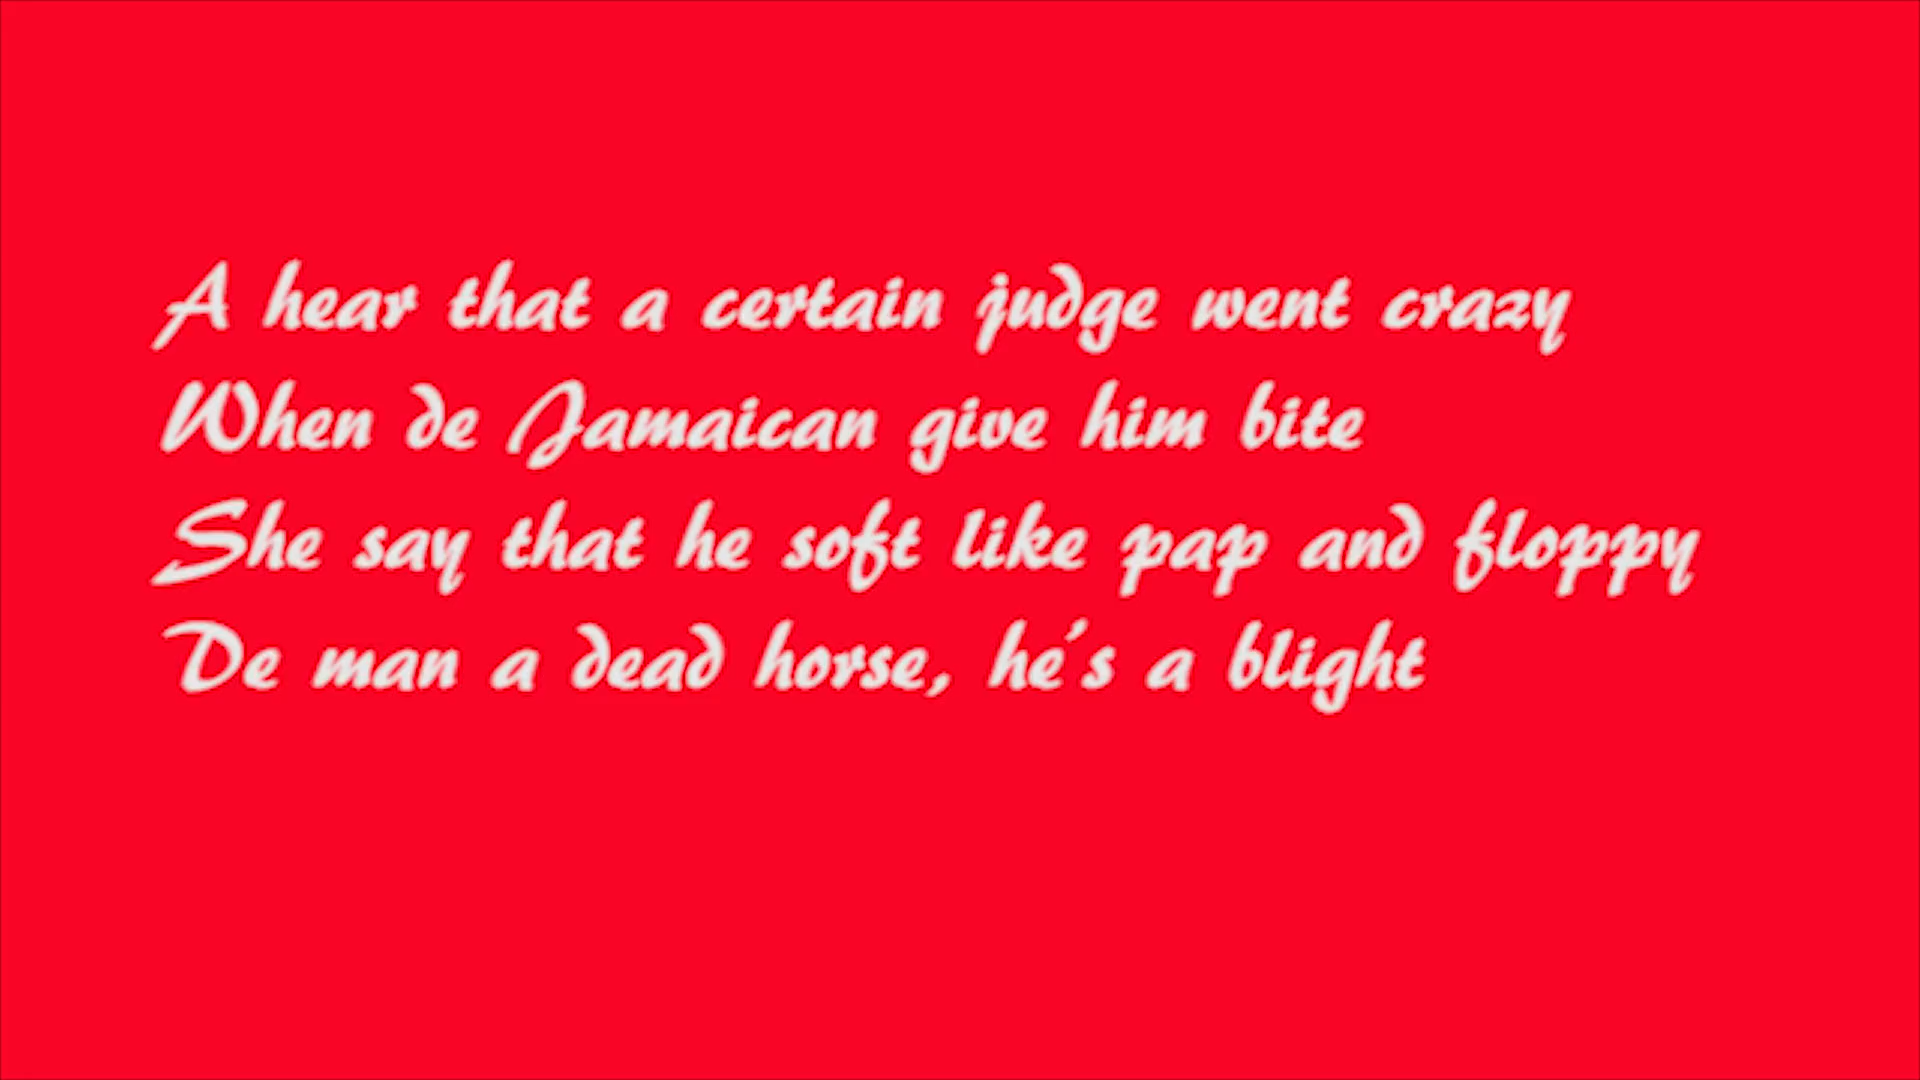 A hear that a certain judge went crazy
When de Jamaican give him bite
She say that he soft like pap and floppy
De man a dead horse, he's a blight